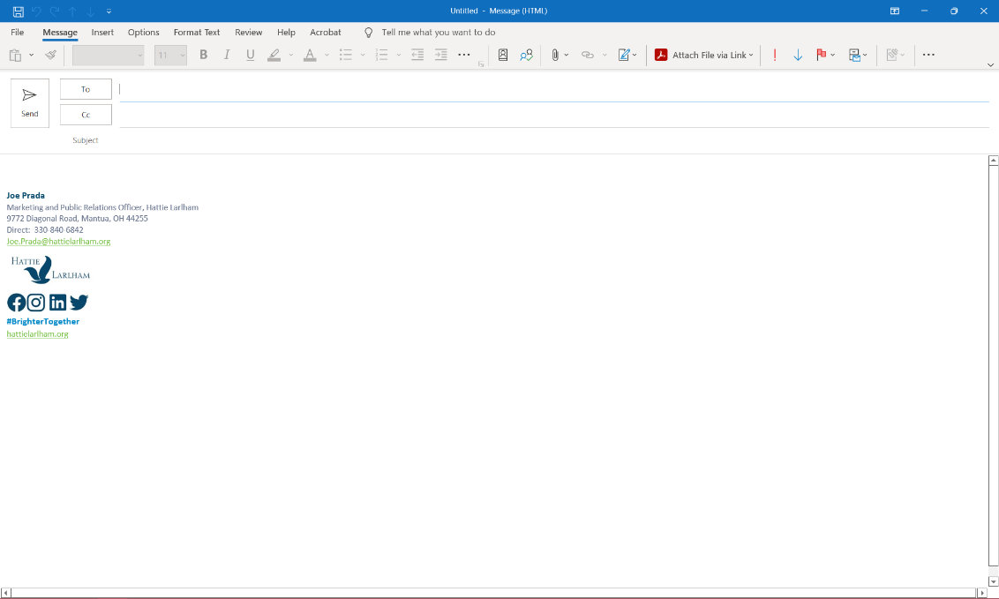 Untitled - Message (HTML)
File Message Insert Options Format Text Review Help Acrobat Tell me what you want to do
11 B I U A Attach File via Link
To
Send
Cc
Subject
Joe Prada
Marketing and Public Relations Officer, Hattie Larlham
9772 Diagonal Road, Mantua, OH 44255
Direct: 330-840-6842
Joe.Prada@hattielarlham.org
HATTIE
LARLHAM
#BrighterTogether
hattielarlham.org